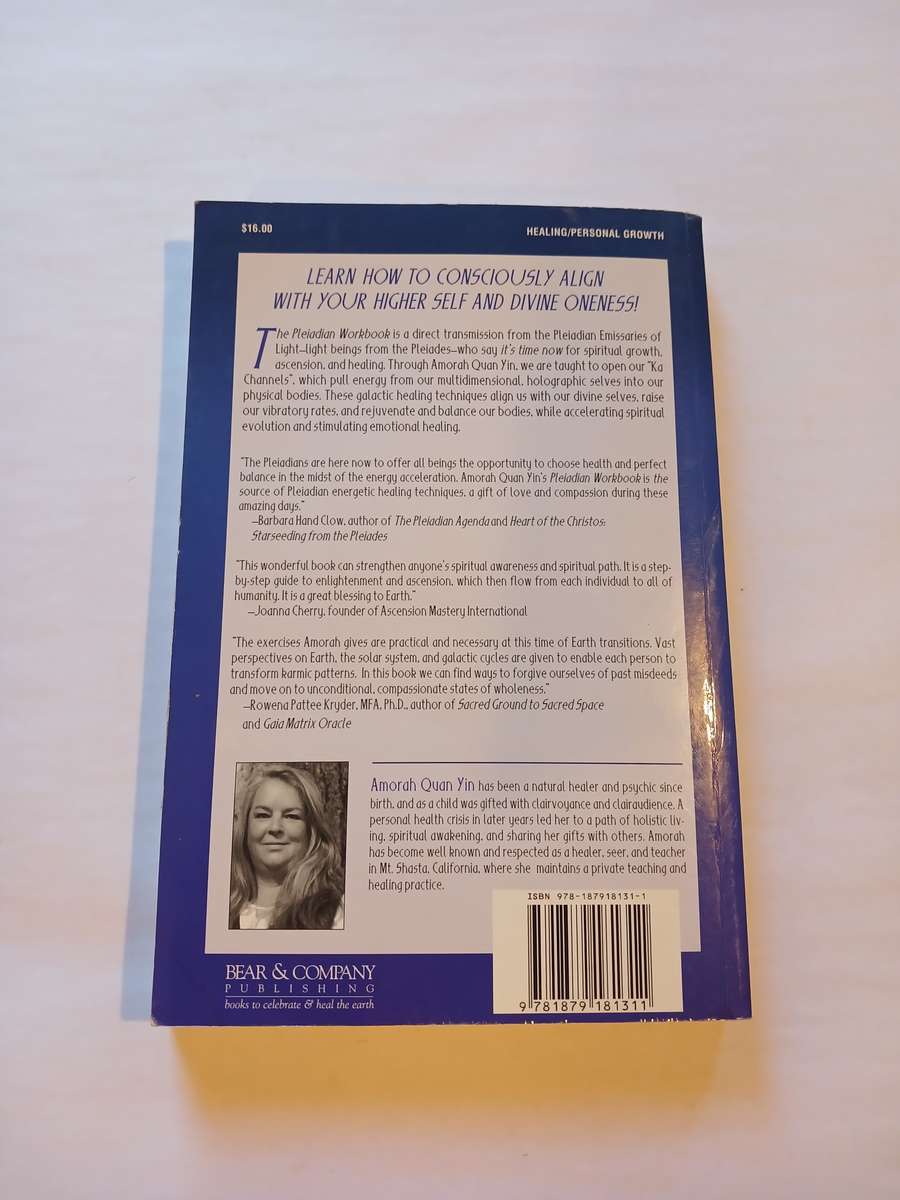 $16.00
HEALING/PERSONAL GROWTH
LEARN HOW TO CONSCIOUSLY ALIGN
WITH YOUR HIGHER SELF AND DIVINE ONENESS!
The Pleiadian Workbook is a direct transmission from the Pleiadian Emissaries of
Light—light beings from the Pleiades—who say it's time now for spiritual growth,
ascension, and healing. Through Amorah Quan Yin, we are taught to open our "Ka
Channels", which pull energy from our multidimensional, holographic selves into our
physical bodies. These galactic healing techniques align us with our divine selves, raise
our vibratory rates, and rejuvenate and balance our bodies, while accelerating spiritual
evolution and stimulating emotional healing.
"The Pleiadians are here now to offer all beings the opportunity to choose health and perfect
balance in the midst of the energy acceleration. Amorah Quan Yin's Pleiadian Workbook is the
source of Pleiadian energetic healing techniques, a gift of love and compassion during these
amazing days."
—Barbara Hand Clow, author of The Pleiadian Agenda and Heart of the Christos:
Starseeding from the Pleiades
"This wonderful book can strengthen anyone's spiritual awareness and spiritual path. It is a step-
by-step guide to enlightenment and ascension, which then flow from each individual to all of
humanity. It is a great blessing to Earth."
—Joanna Cherry, founder of Ascension Mastery International
"The exercises Amorah gives are practical and necessary at this time of Earth transitions. Vast
perspectives on Earth, the solar system, and galactic cycles are given to enable each person to
transform karmic patterns. In this book we can find ways to forgive ourselves of past misdeeds
and move on to unconditional, compassionate states of wholeness."
—Rowena Pattee Kryder, MFA, Ph.D., author of Sacred Ground to Sacred Space
and Gaia Matrix Oracle
Amorah Quan Yin has been a natural healer and psychic since
birth, and as a child was gifted with clairvoyance and clairaudience. A
personal health crisis in later years led her to a path of holistic liv-
ing, spiritual awakening, and sharing her gifts with others. Amorah
has become well known and respected as a healer, seer, and teacher
in Mt. Shasta, California, where she maintains a private teaching and
healing practice.
BEAR & COMPANY
PUBLISHING
books to celebrate & heal the earth
ISBN 978-187918131-1
9 781879 181311